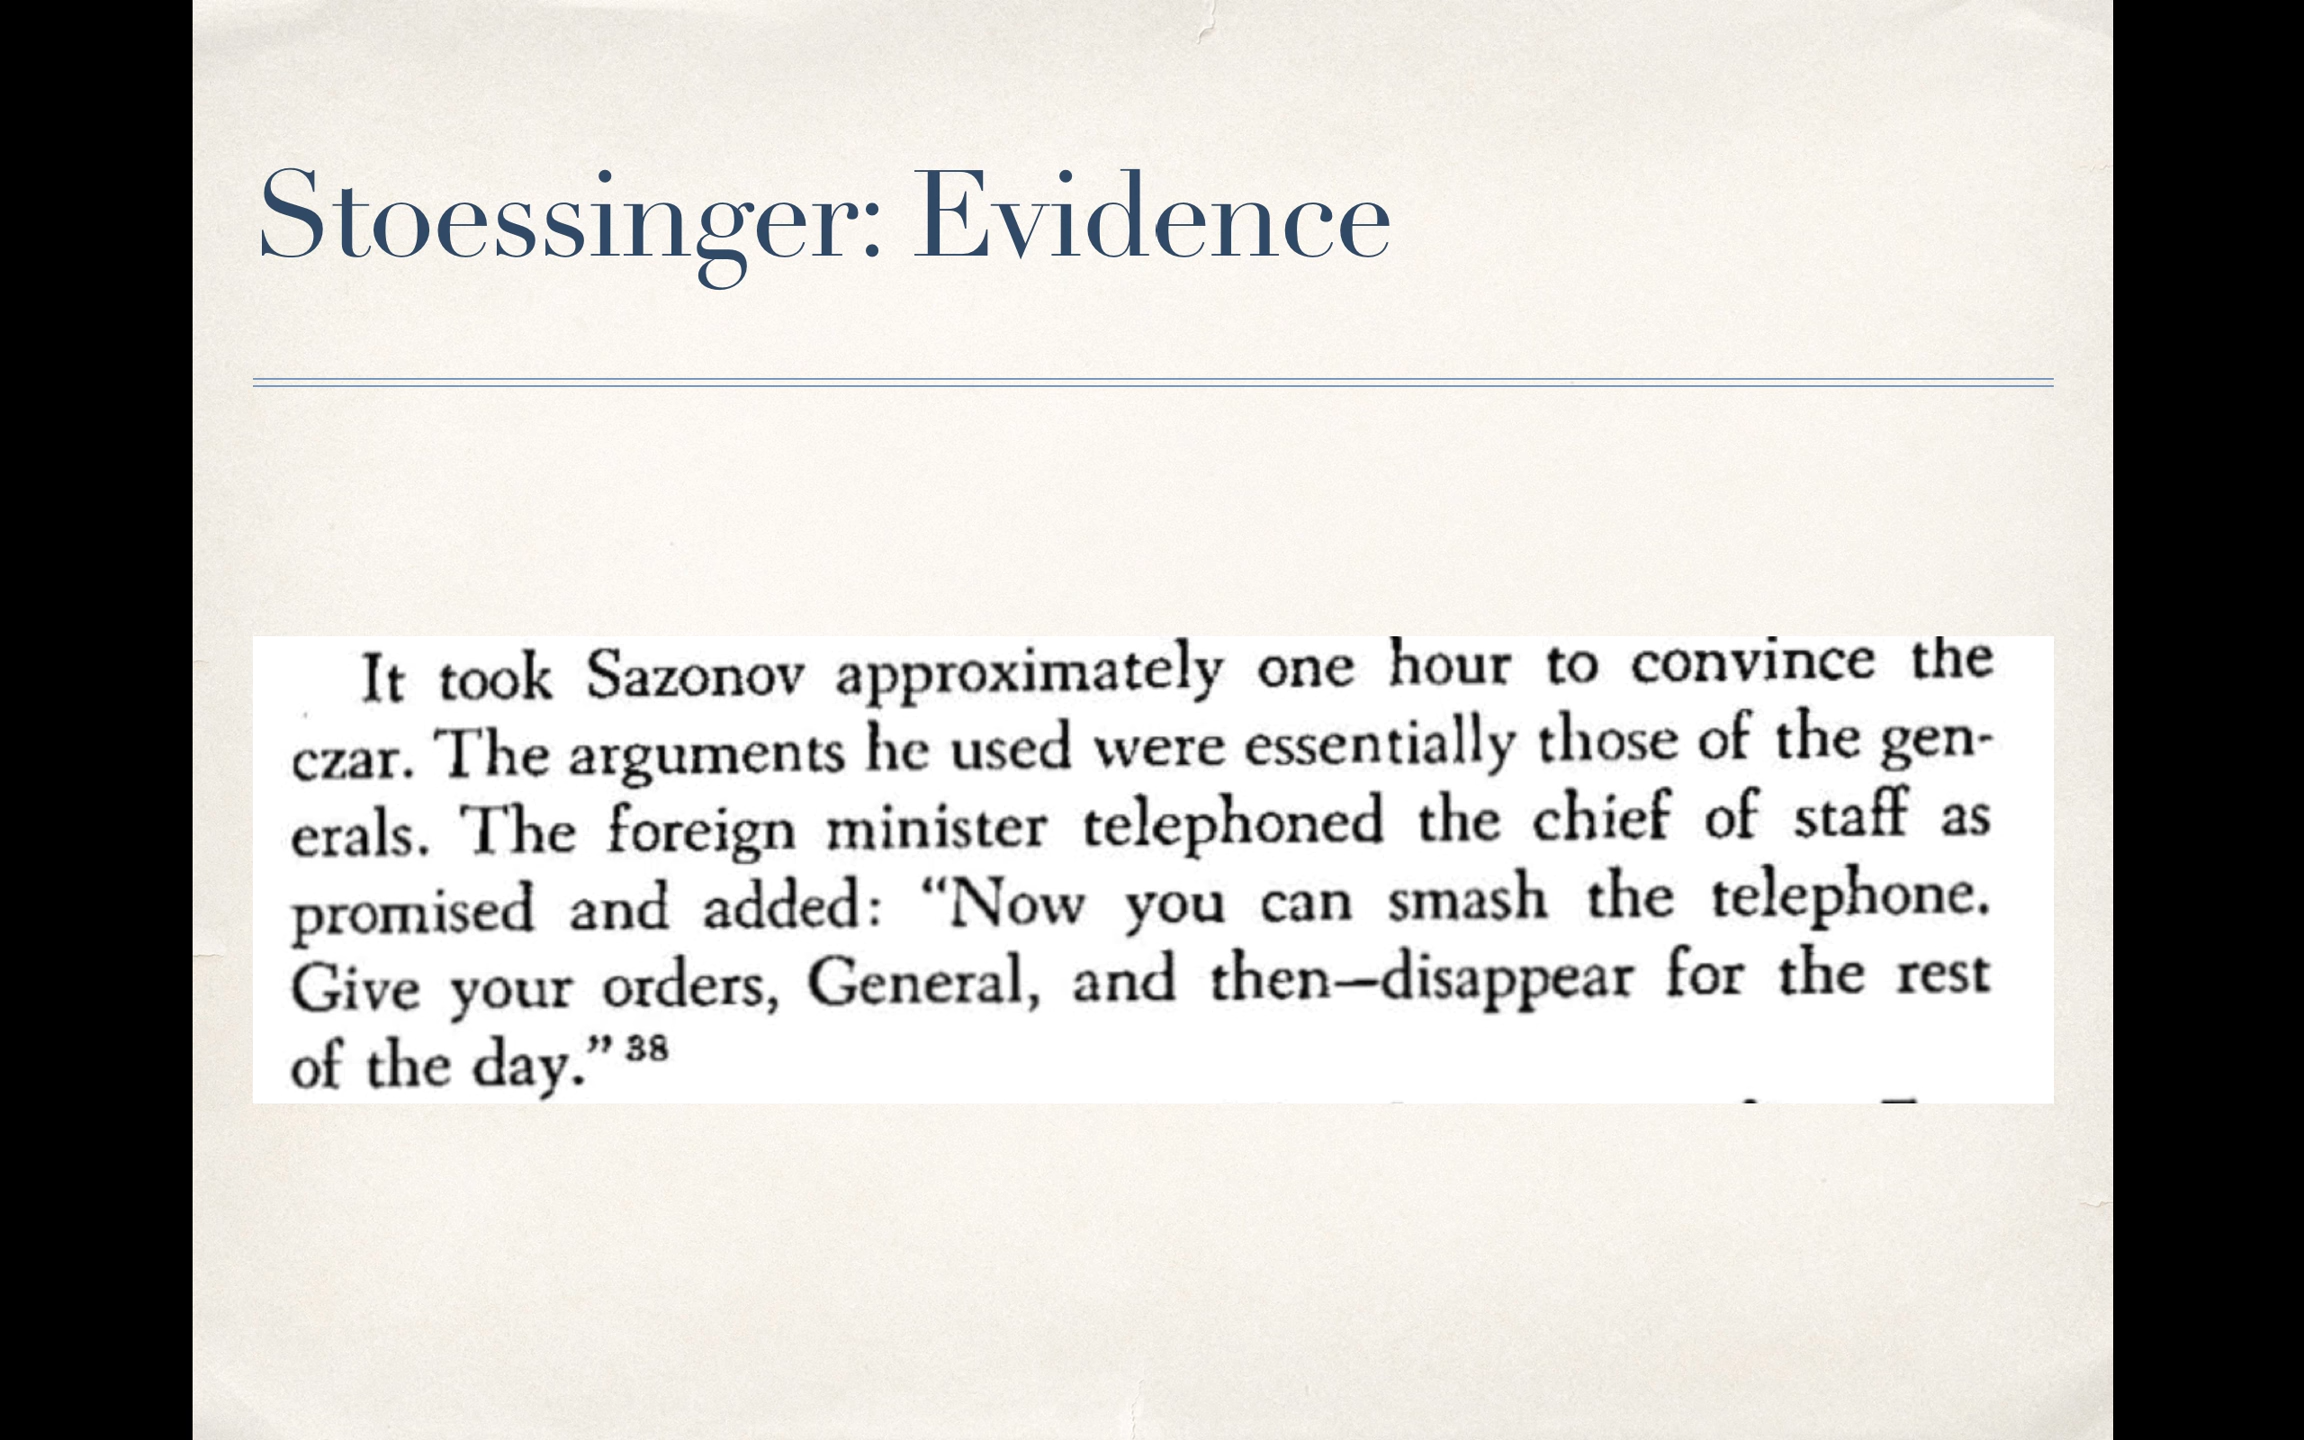 Stoessinger: Evidence
It took Sazonov approximately one hour to convince the
czar. The arguments he used were essentially those of the gen-
erals. The foreign minister telephoned the chief of staff as
promised and added: “Now you can smash the telephone.
Give your orders, General, and then—disappear for the rest
of the day.” 38